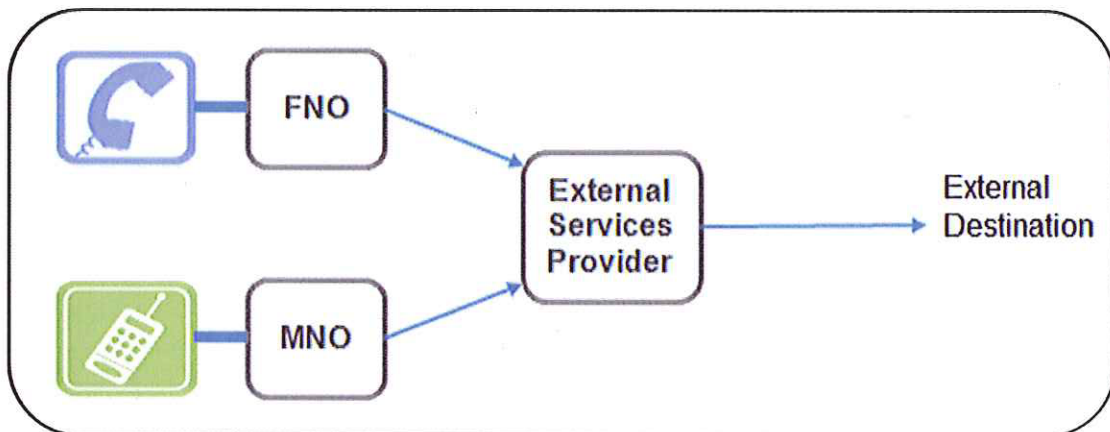 FNO
External
Services
Provider
External
Destination
MNO